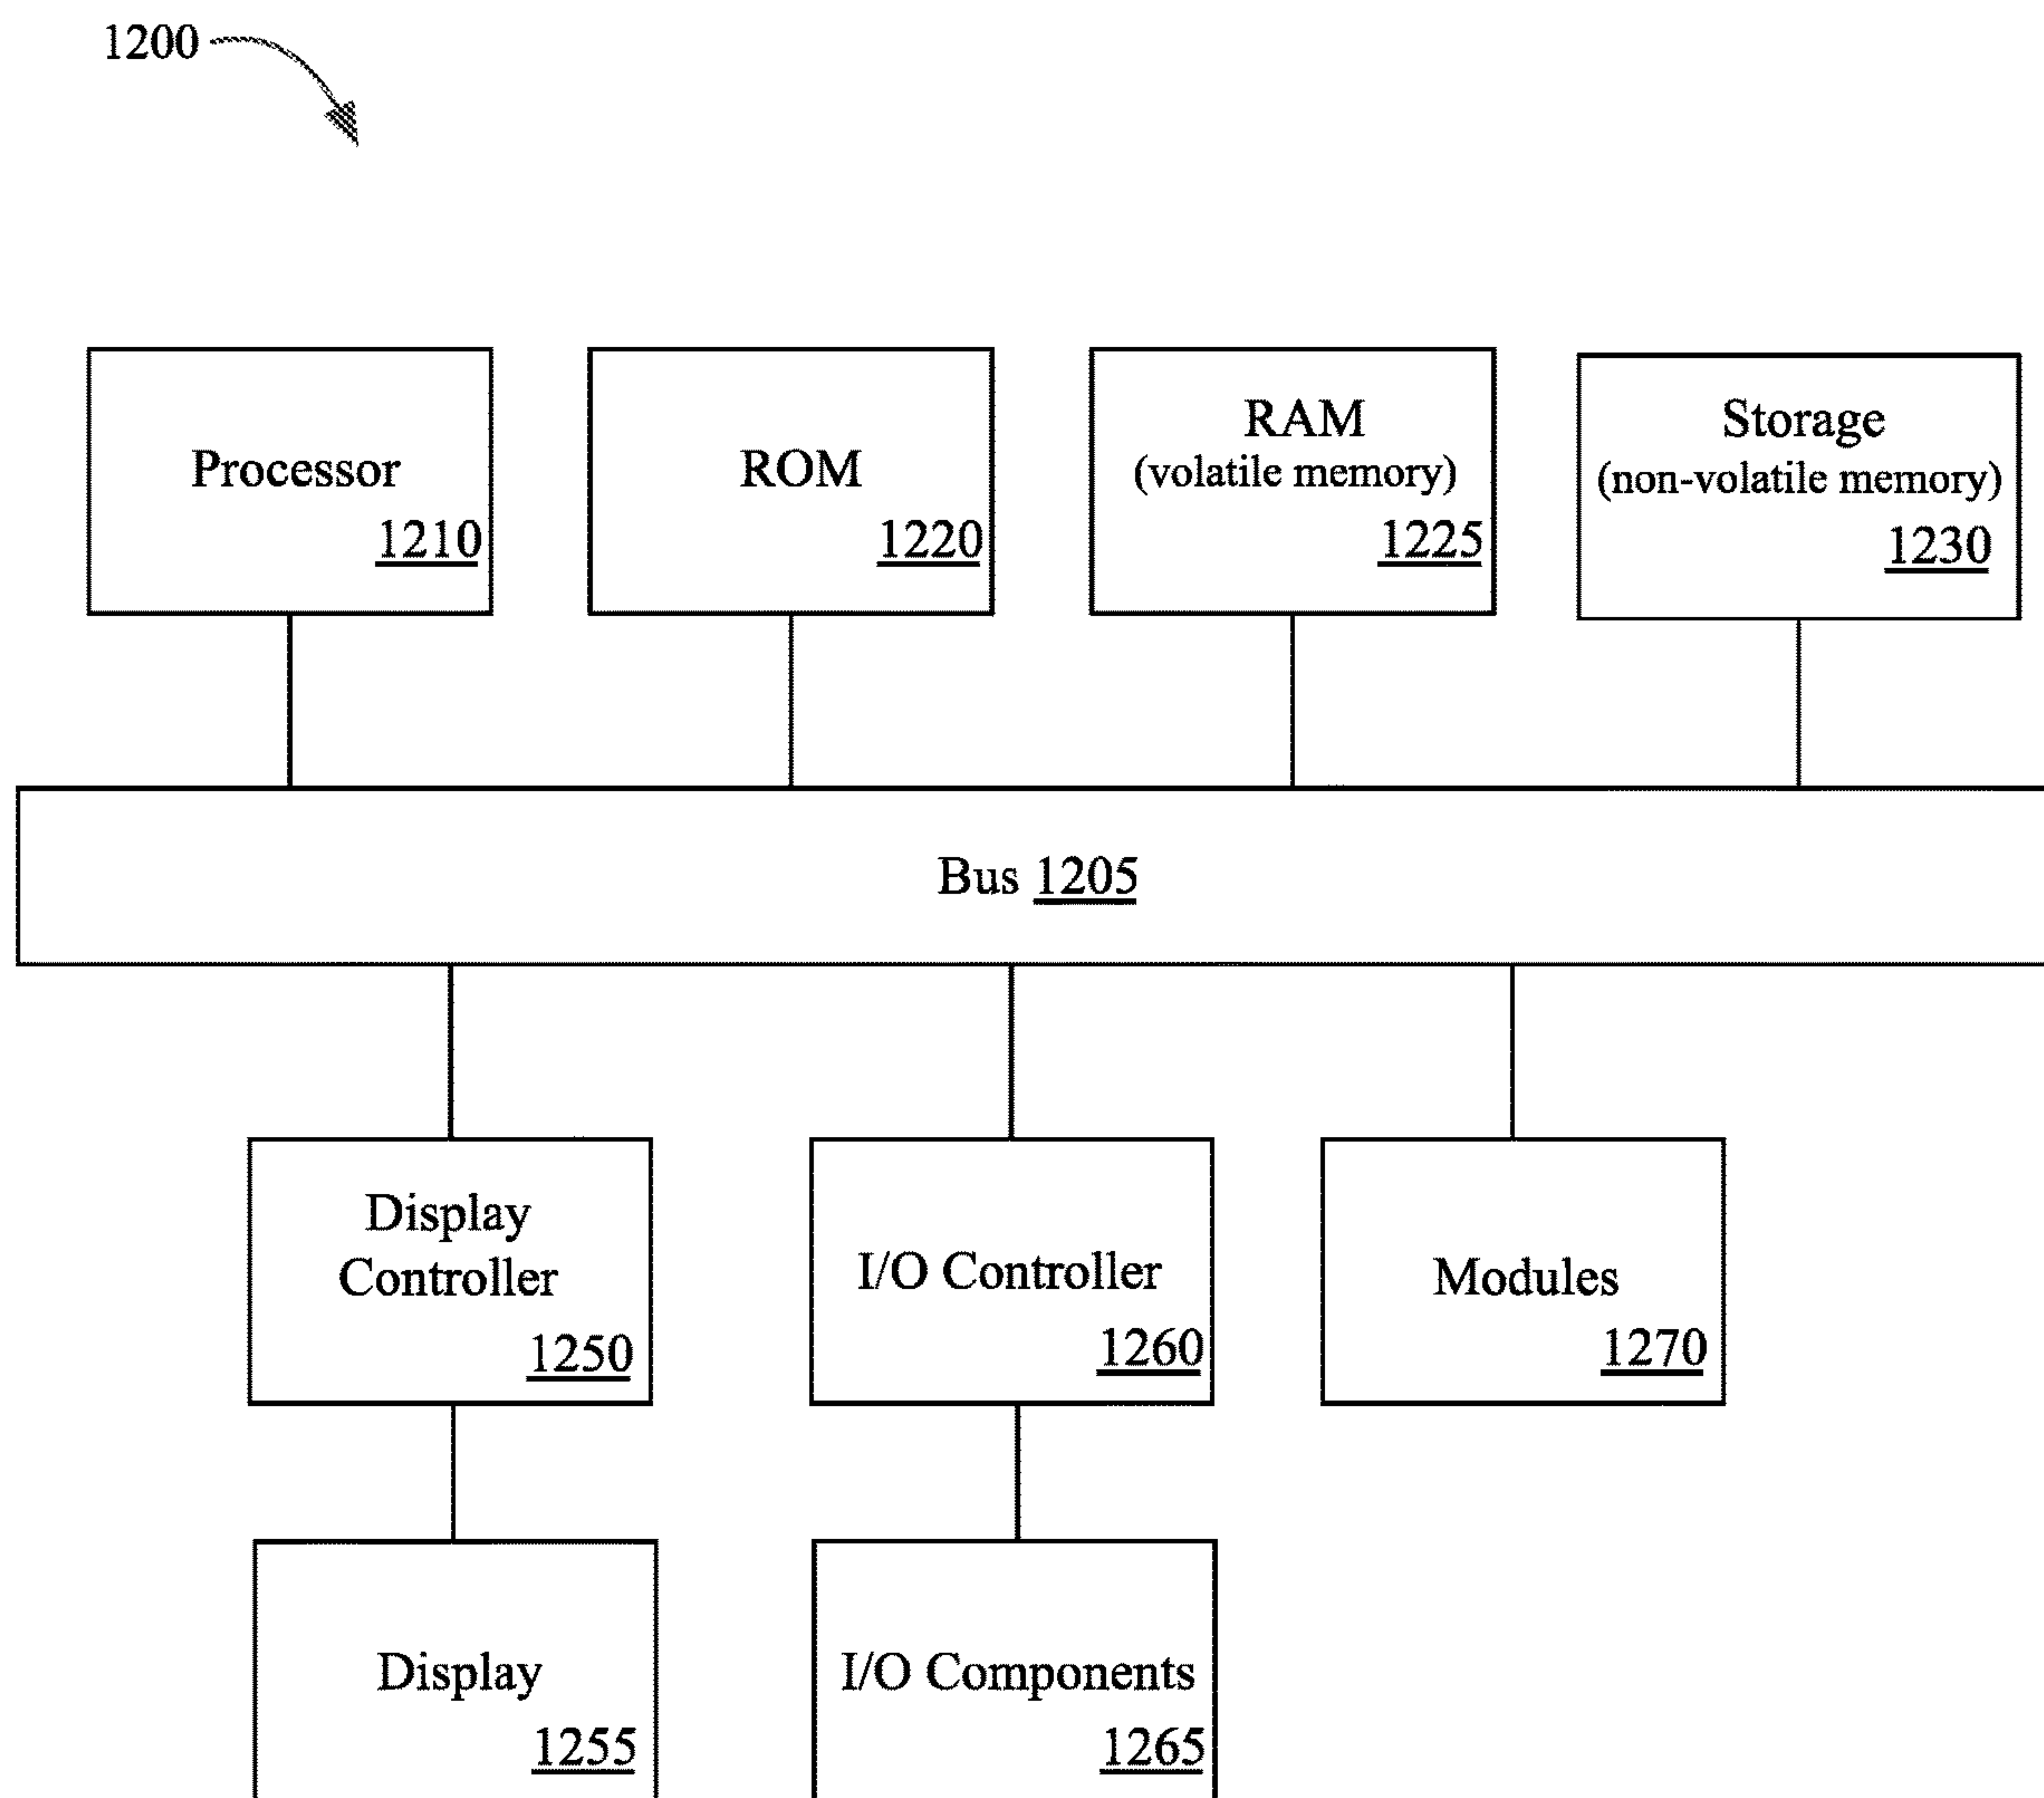 1200
Processor
1210
ROM
1220
RAM
(volatile memory)
1225
Storage
(non-volatile memory)
1230
Bus 1205
Display
Controller
1250
I/O Controller
1260
Modules
1270
Display
1255
I/O Components
1265